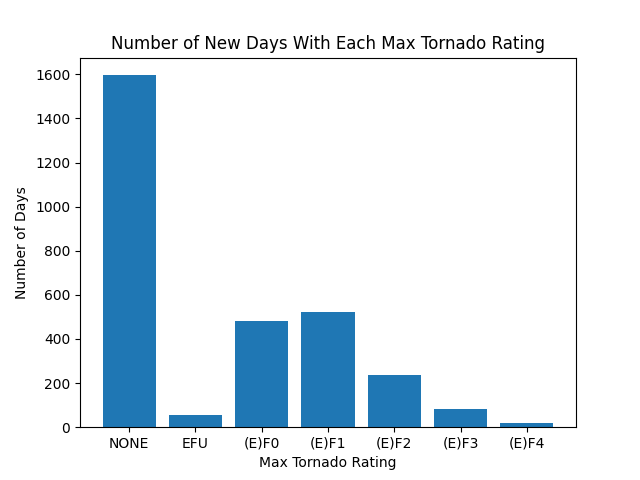 Number of New Days With Each Max Tornado Rating
1600
1400
1200
1000
800
600
400
200
0
Number of Days
NONE EFU (E)F0 (E)F1 (E)F2 (E)F3 (E)F4
Max Tornado Rating